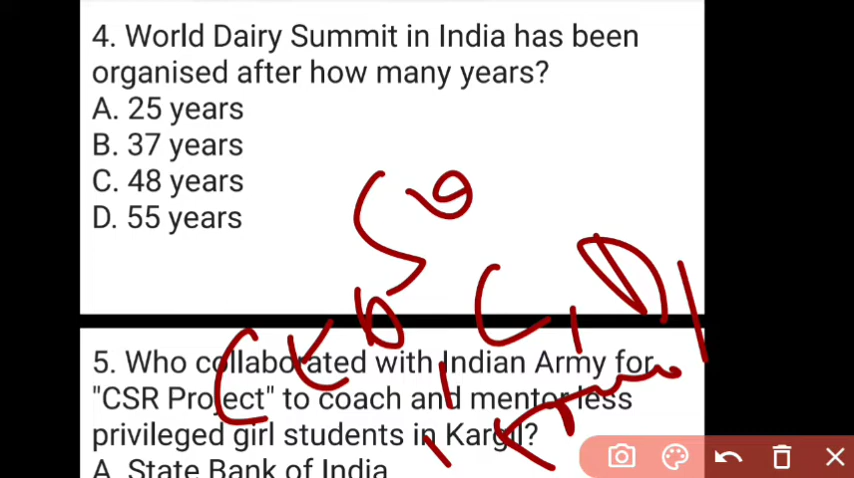 4. World Dairy Summit in India has been
organised after how many years?
A. 25 years
B. 37 years
C. 48 years
D. 55 years
5. Who collaborated with Indian Army for
"CSR Project" to coach and mentor less
privileged girl students in Kargil?
A. State Bank of India